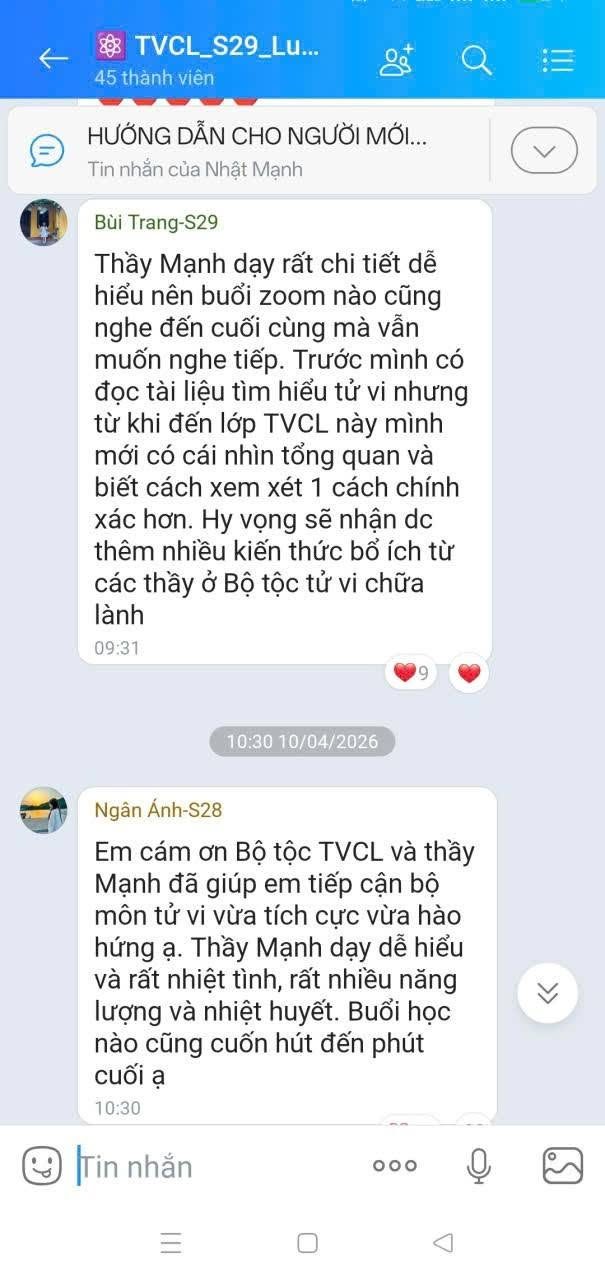 TVCL_S29_Lu...
45 thành viên
HƯỚNG DẪN CHO NGƯỜI MỚI...
Tin nhắn của Nhật Mạnh
Bùi Trang-S29
Thầy Mạnh dạy rất chi tiết dễ
hiểu nên buổi zoom nào cũng
nghe đến cuối cùng mà vẫn
muốn nghe tiếp. Trước mình có
đọc tài liệu tìm hiểu tử vi nhưng
từ khi đến lớp TVCL này mình
mới có cái nhìn tổng quan và
biết cách xem xét 1 cách chính
xác hơn. Hy vọng sẽ nhận dc
thêm nhiều kiến thức bổ ích từ
các thầy ở Bộ tộc tử vi chữa
lành
09:31
9
10:30 10/04/2026
Ngân Ánh-S28
Em cám ơn Bộ tộc TVCL và thầy
Mạnh đã giúp em tiếp cận bộ
môn tử vi vừa tích cực vừa hào
hứng ạ. Thầy Mạnh dạy dễ hiểu
và rất nhiệt tình, rất nhiều năng
lượng và nhiệt huyết. Buổi học
nào cũng cuốn hút đến phút
cuối ạ
10:30
Tin nhắn